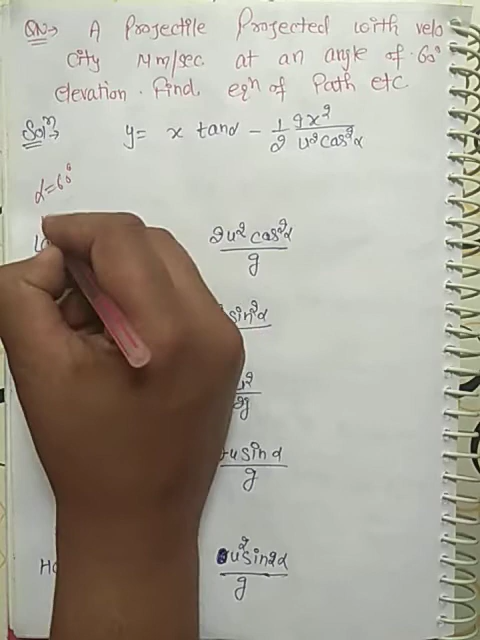 QN→ A Projectile Projected with velo
city 14 m/sec at an angle of 60°
elevation. Find eqⁿ of Path etc
Solⁿ→ y= x tanα - 1/2 gx²/u²cos²α
α=60°
2u²cos²α/g
sin²α
u²/2g
usinα/g
u²sin2α/g